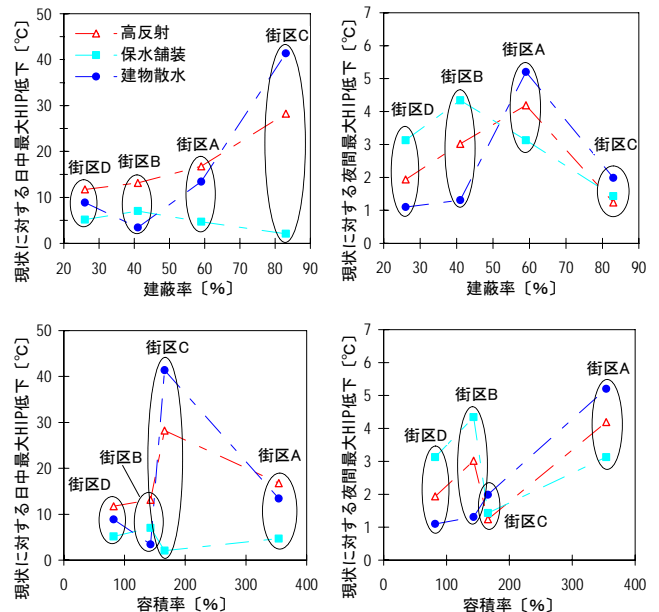 現状に対する日中最大HIP低下〔℃〕
50
40
30
20
10
0
高反射
保水舗装
建物散水
街区C
街区D
街区B
街区A
20 30 40 50 60 70 80 90
建蔽率〔%〕
現状に対する夜間最大HIP低下〔℃〕
7
6
5
4
3
2
1
0
街区A
街区B
街区D
街区C
20 30 40 50 60 70 80 90
建蔽率〔%〕
現状に対する日中最大HIP低下〔℃〕
50
40
30
20
10
0
街区C
街区B
街区A
街区D
0 100 200 300 400
容積率〔%〕
現状に対する夜間最大HIP低下〔℃〕
7
6
5
4
3
2
1
0
街区A
街区B
街区D
街区C
0 100 200 300 400
容積率〔%〕